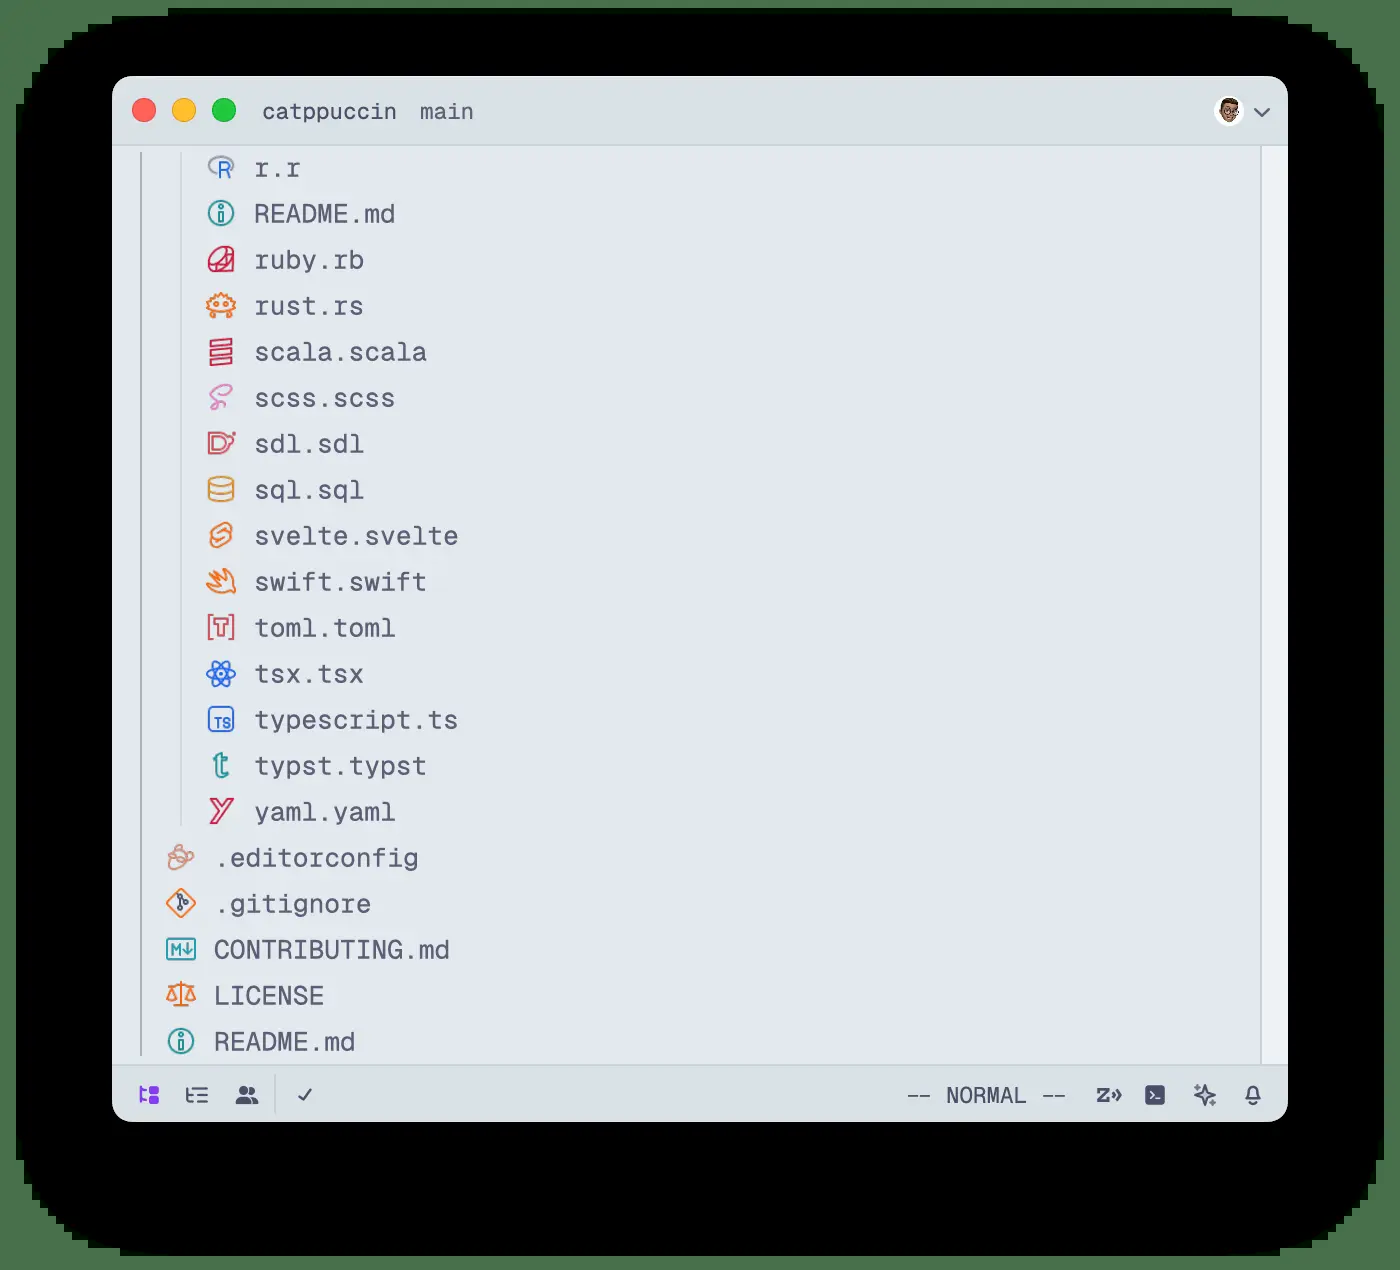 catppuccin main
r.r
README.md
ruby.rb
rust.rs
scala.scala
scss.scss
sdl.sdl
sql.sql
svelte.svelte
swift.swift
toml.toml
tsx.tsx
TS typescript.ts
typst.typst
yaml.yaml
.editorconfig
.gitignore
CONTRIBUTING.md
LICENSE
README.md
-- NORMAL --